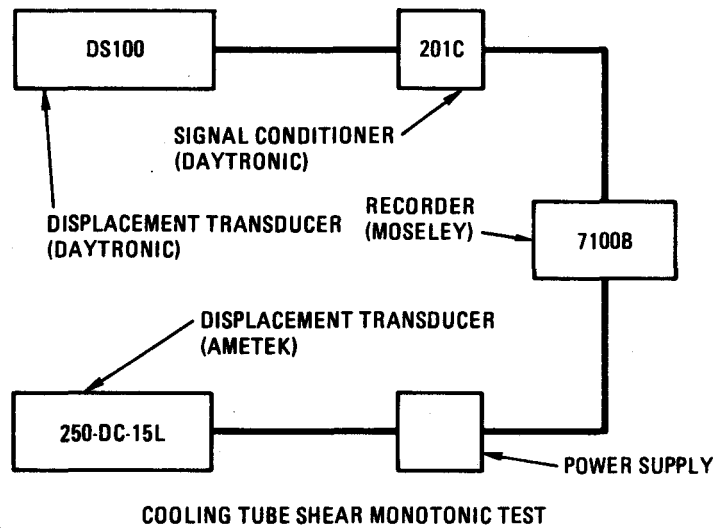 DS100
201C
SIGNAL CONDITIONER
(DAYTRONIC)
DISPLACEMENT TRANSDUCER
(DAYTRONIC)
RECORDER
(MOSELEY)
7100B
DISPLACEMENT TRANSDUCER
(AMETEK)
250-DC-15L
POWER SUPPLY
COOLING TUBE SHEAR MONOTONIC TEST